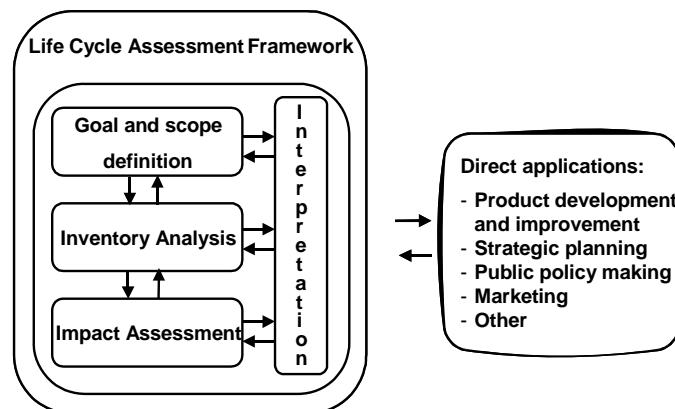 Life Cycle Assessment Framework
Goal and scope
definition
Inventory Analysis
Impact Assessment
Interpretation
Direct applications:
- Product development
and improvement
- Strategic planning
- Public policy making
- Marketing
- Other